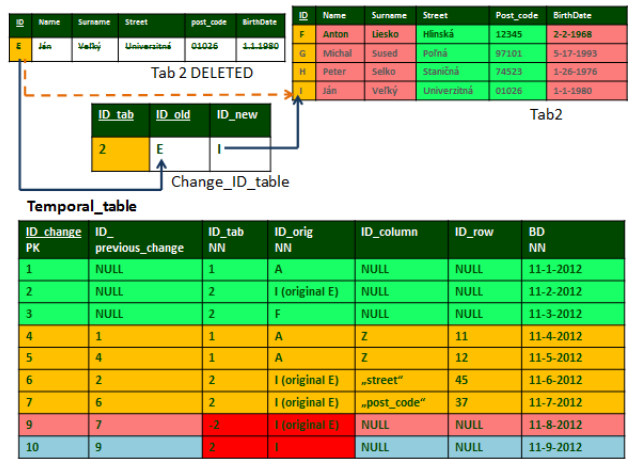 ID Name Surname Street post_code BirthDate
E Ján Veľký Univerzitná 01026 1.1.1980
Tab 2 DELETED
ID Name Surname Street Post_code BirthDate
F Anton Liesko Hlinská 12345 2-2-1968
G Michal Sused Poľná 97101 5-17-1993
H Peter Selko Staničná 74523 1-26-1976
I Ján Veľký Univerzitná 01026 1-1-1980
Tab2
ID_tab ID_old ID_new
2 E I
Change_ID_table
Temporal_table
ID_change ID_ ID_tab ID_orig ID_column ID_row BD
PK previous_change NN NN NN
1 NULL 1 A NULL NULL 11-1-2012
2 NULL 2 I (original E) NULL NULL 11-2-2012
3 NULL 2 F NULL NULL 11-3-2012
4 1 1 A Z 11 11-4-2012
5 4 1 A Z 12 11-5-2012
6 2 2 I (original E) „street“ 45 11-6-2012
7 6 2 I (original E) „post_code“ 37 11-7-2012
9 7 -2 I (original E) NULL NULL 11-8-2012
10 9 2 I NULL NULL 11-9-2012